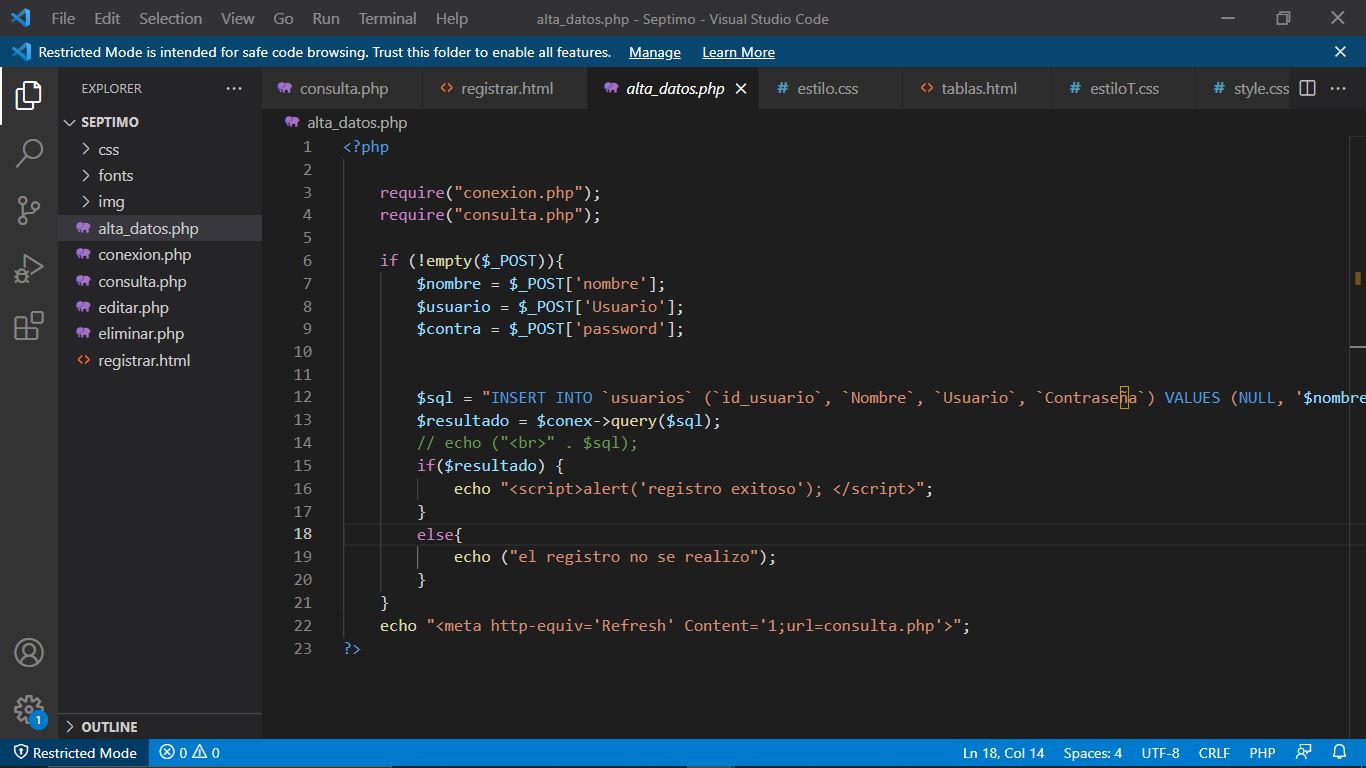 File Edit Selection View Go Run Terminal Help alta_datos.php - Septimo - Visual Studio Code
Restricted Mode is intended for safe code browsing. Trust this folder to enable all features. Manage Learn More
EXPLORER
SEPTIMO
css
fonts
img
alta_datos.php
conexion.php
consulta.php
editar.php
eliminar.php
registrar.html
OUTLINE
consulta.php registrar.html alta_datos.php estilo.css tablas.html estiloT.css style.css
alta_datos.php
1 <?php
2
3 require("conexion.php");
4 require("consulta.php");
5
6 if (!empty($_POST)){
7 $nombre = $_POST['nombre'];
8 $usuario = $_POST['Usuario'];
9 $contra = $_POST['password'];
10
11
12 $sql = "INSERT INTO `usuarios` (`id_usuario`, `Nombre`, `Usuario`, `Contraseña`) VALUES (NULL, '$nombre
13 $resultado = $conex->query($sql);
14 // echo ("<br>" . $sql);
15 if($resultado) {
16 echo "<script>alert('registro exitoso'); </script>";
17 }
18 else{
19 echo ("el registro no se realizo");
20 }
21 }
22 echo "<meta http-equiv='Refresh' Content='1;url=consulta.php'>";
23 ?>
1
Restricted Mode 0 0 Ln 18, Col 14 Spaces: 4 UTF-8 CRLF PHP